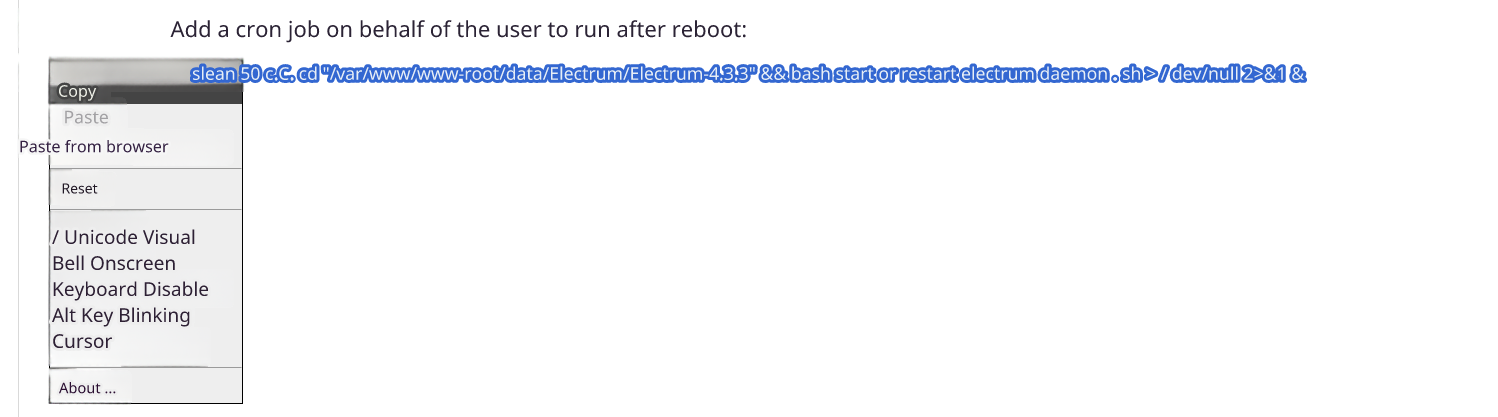 Add a cron job on behalf of the user to run after reboot:
slean 50 c.C. cd "/var/www/www-root/data/Electrum/Electrum-4.3.3" && bash start or restart electrum daemon . sh > / dev/null 2>&1 &
Copy
Paste
Paste from browser
Reset
/ Unicode Visual
Bell Onscreen
Keyboard Disable
Alt Key Blinking
Cursor
About ...